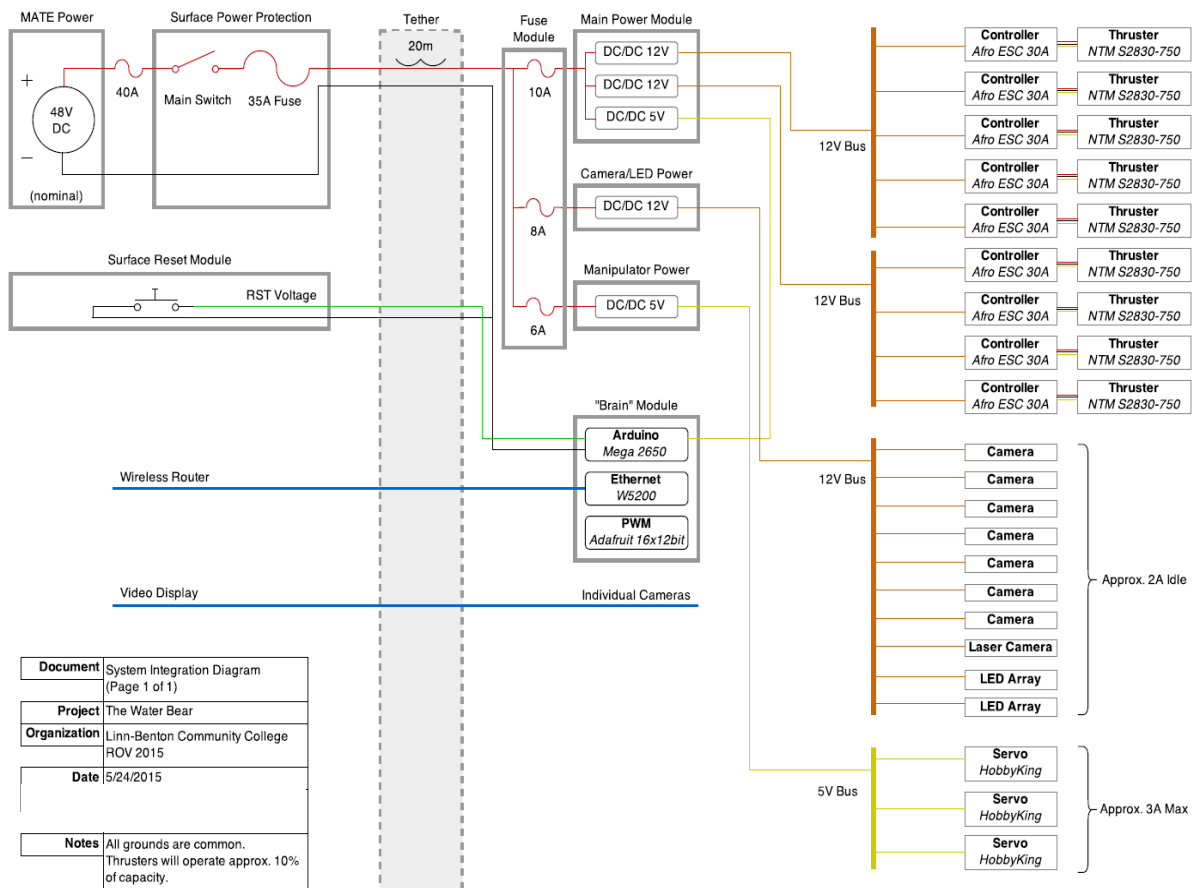 MATE Power
Surface Power Protection
Tether
Fuse
Module
Main Power Module
20m
+
48V
DC
−
(nominal)
40A
Main Switch
35A Fuse
10A
DC/DC 12V
DC/DC 12V
DC/DC 5V
Camera/LED Power
8A
DC/DC 12V
Manipulator Power
6A
DC/DC 5V
Surface Reset Module
RST Voltage
"Brain" Module
Arduino
Mega 2650
Ethernet
W5200
PWM
Adafruit 16x12bit
Wireless Router
Video Display
Individual Cameras
12V Bus
Controller
Afro ESC 30A
Thruster
NTM S2830-750
Controller
Afro ESC 30A
Thruster
NTM S2830-750
Controller
Afro ESC 30A
Thruster
NTM S2830-750
Controller
Afro ESC 30A
Thruster
NTM S2830-750
Controller
Afro ESC 30A
Thruster
NTM S2830-750
12V Bus
Controller
Afro ESC 30A
Thruster
NTM S2830-750
Controller
Afro ESC 30A
Thruster
NTM S2830-750
Controller
Afro ESC 30A
Thruster
NTM S2830-750
Controller
Afro ESC 30A
Thruster
NTM S2830-750
12V Bus
Camera
Camera
Camera
Camera
Camera
Camera
Camera
Laser Camera
LED Array
LED Array
Approx. 2A Idle
5V Bus
Servo
HobbyKing
Servo
HobbyKing
Servo
HobbyKing
Approx. 3A Max
Document System Integration Diagram
(Page 1 of 1)
Project The Water Bear
Organization Linn-Benton Community College
ROV 2015
Date 5/24/2015
Notes All grounds are common.
Thrusters will operate approx. 10%
of capacity.